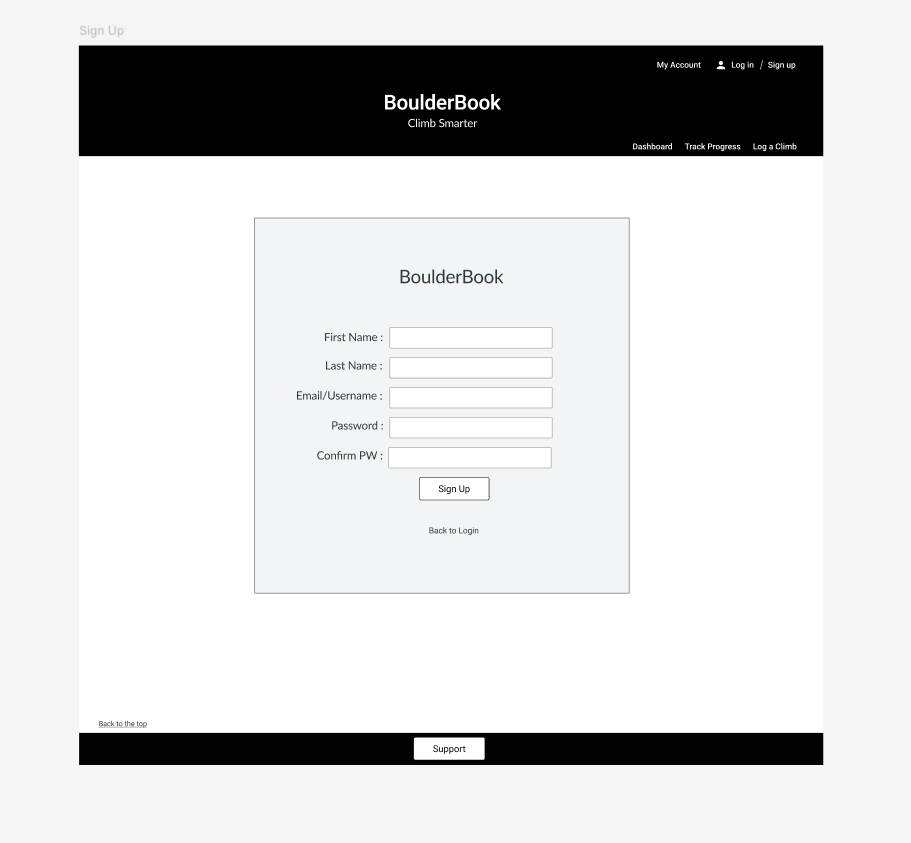 Sign Up
My Account Log in / Sign up
BoulderBook
Climb Smarter
Dashboard Track Progress Log a Climb
BoulderBook
First Name :
Last Name :
Email/Username :
Password :
Confirm PW :
Sign Up
Back to Login
Back to the top
Support